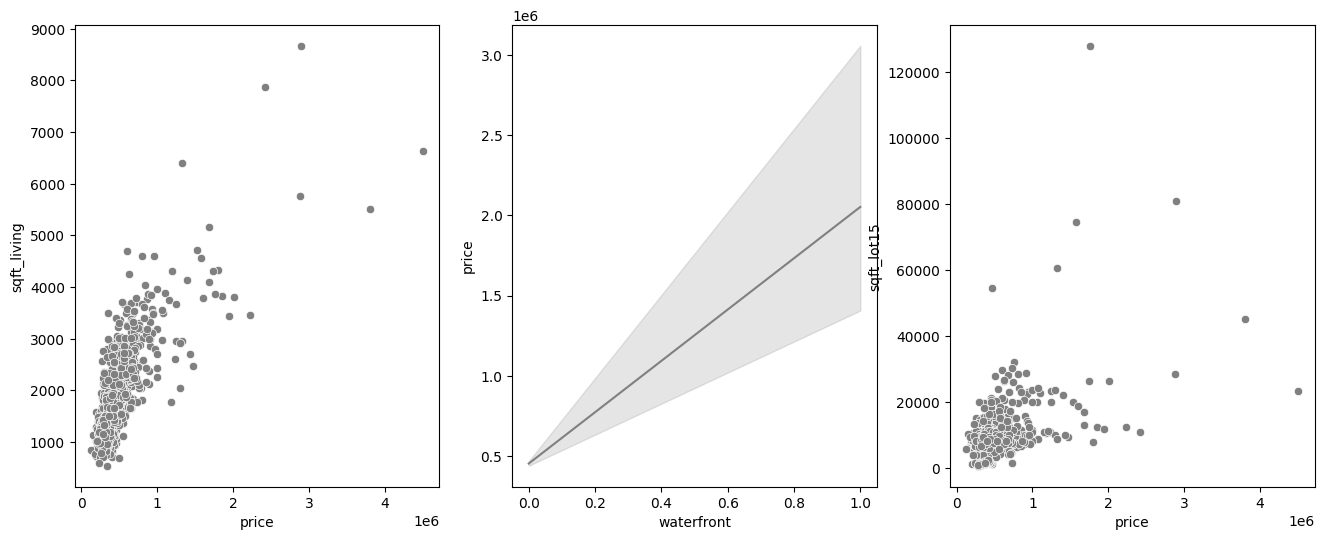 9000
8000
7000
6000
5000
4000
3000
2000
1000
sqft_living
0 1 2 3 4
price
1e6
1e6
3.0
2.5
2.0
1.5
1.0
0.5
price
0.0 0.2 0.4 0.6 0.8 1.0
waterfront
120000
100000
80000
60000
40000
20000
0
sqft_lot15
0 1 2 3 4
price
1e6